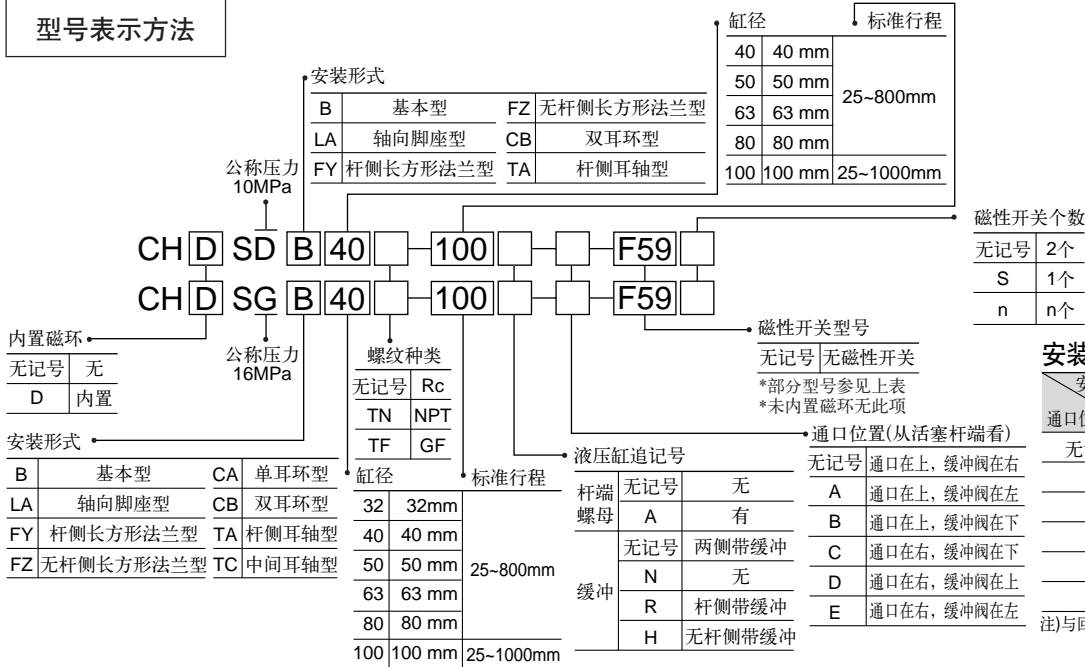 型号表示方法
缸径
标准行程
40 40 mm
50 50 mm
63 63 mm
80 80 mm
25~800mm
100 100 mm 25~1000mm
安装形式
B 基本型 FZ 无杆侧长方形法兰型
LA 轴向脚座型 CB 双耳环型
FY 杆侧长方形法兰型 TA 杆侧耳轴型
公称压力
10MPa
CH D SD B 40 100 F59
CH D SG B 40 100 F59
磁性开关个数
无记号 2个
S 1个
n n个
内置磁环
无记号 无
D 内置
公称压力
16MPa
螺纹种类
无记号 Rc
TN NPT
TF GF
磁性开关型号
无记号 无磁性开关
*部分型号参见上表
*未内置磁环无此项
安装形式
B 基本型 CA 单耳环型
LA 轴向脚座型 CB 双耳环型
FY 杆侧长方形法兰型 TA 杆侧耳轴型
FZ 无杆侧长方形法兰型 TC 中间耳轴型
缸径
标准行程
32 32mm
40 40 mm
50 50 mm
63 63 mm
80 80 mm
25~800mm
100 100 mm 25~1000mm
液压缸追记号
杆端螺母 无记号 无
A 有
缓冲 无记号 两侧带缓冲
N 无
R 杆侧带缓冲
H 无杆侧带缓冲
通口位置(从活塞杆端看)
无记号 通口在上，缓冲阀在右
A 通口在上，缓冲阀在左
B 通口在上，缓冲阀在下
C 通口在右，缓冲阀在下
D 通口在右，缓冲阀在上
E 通口在右，缓冲阀在左
安装
通口位
无
注)与